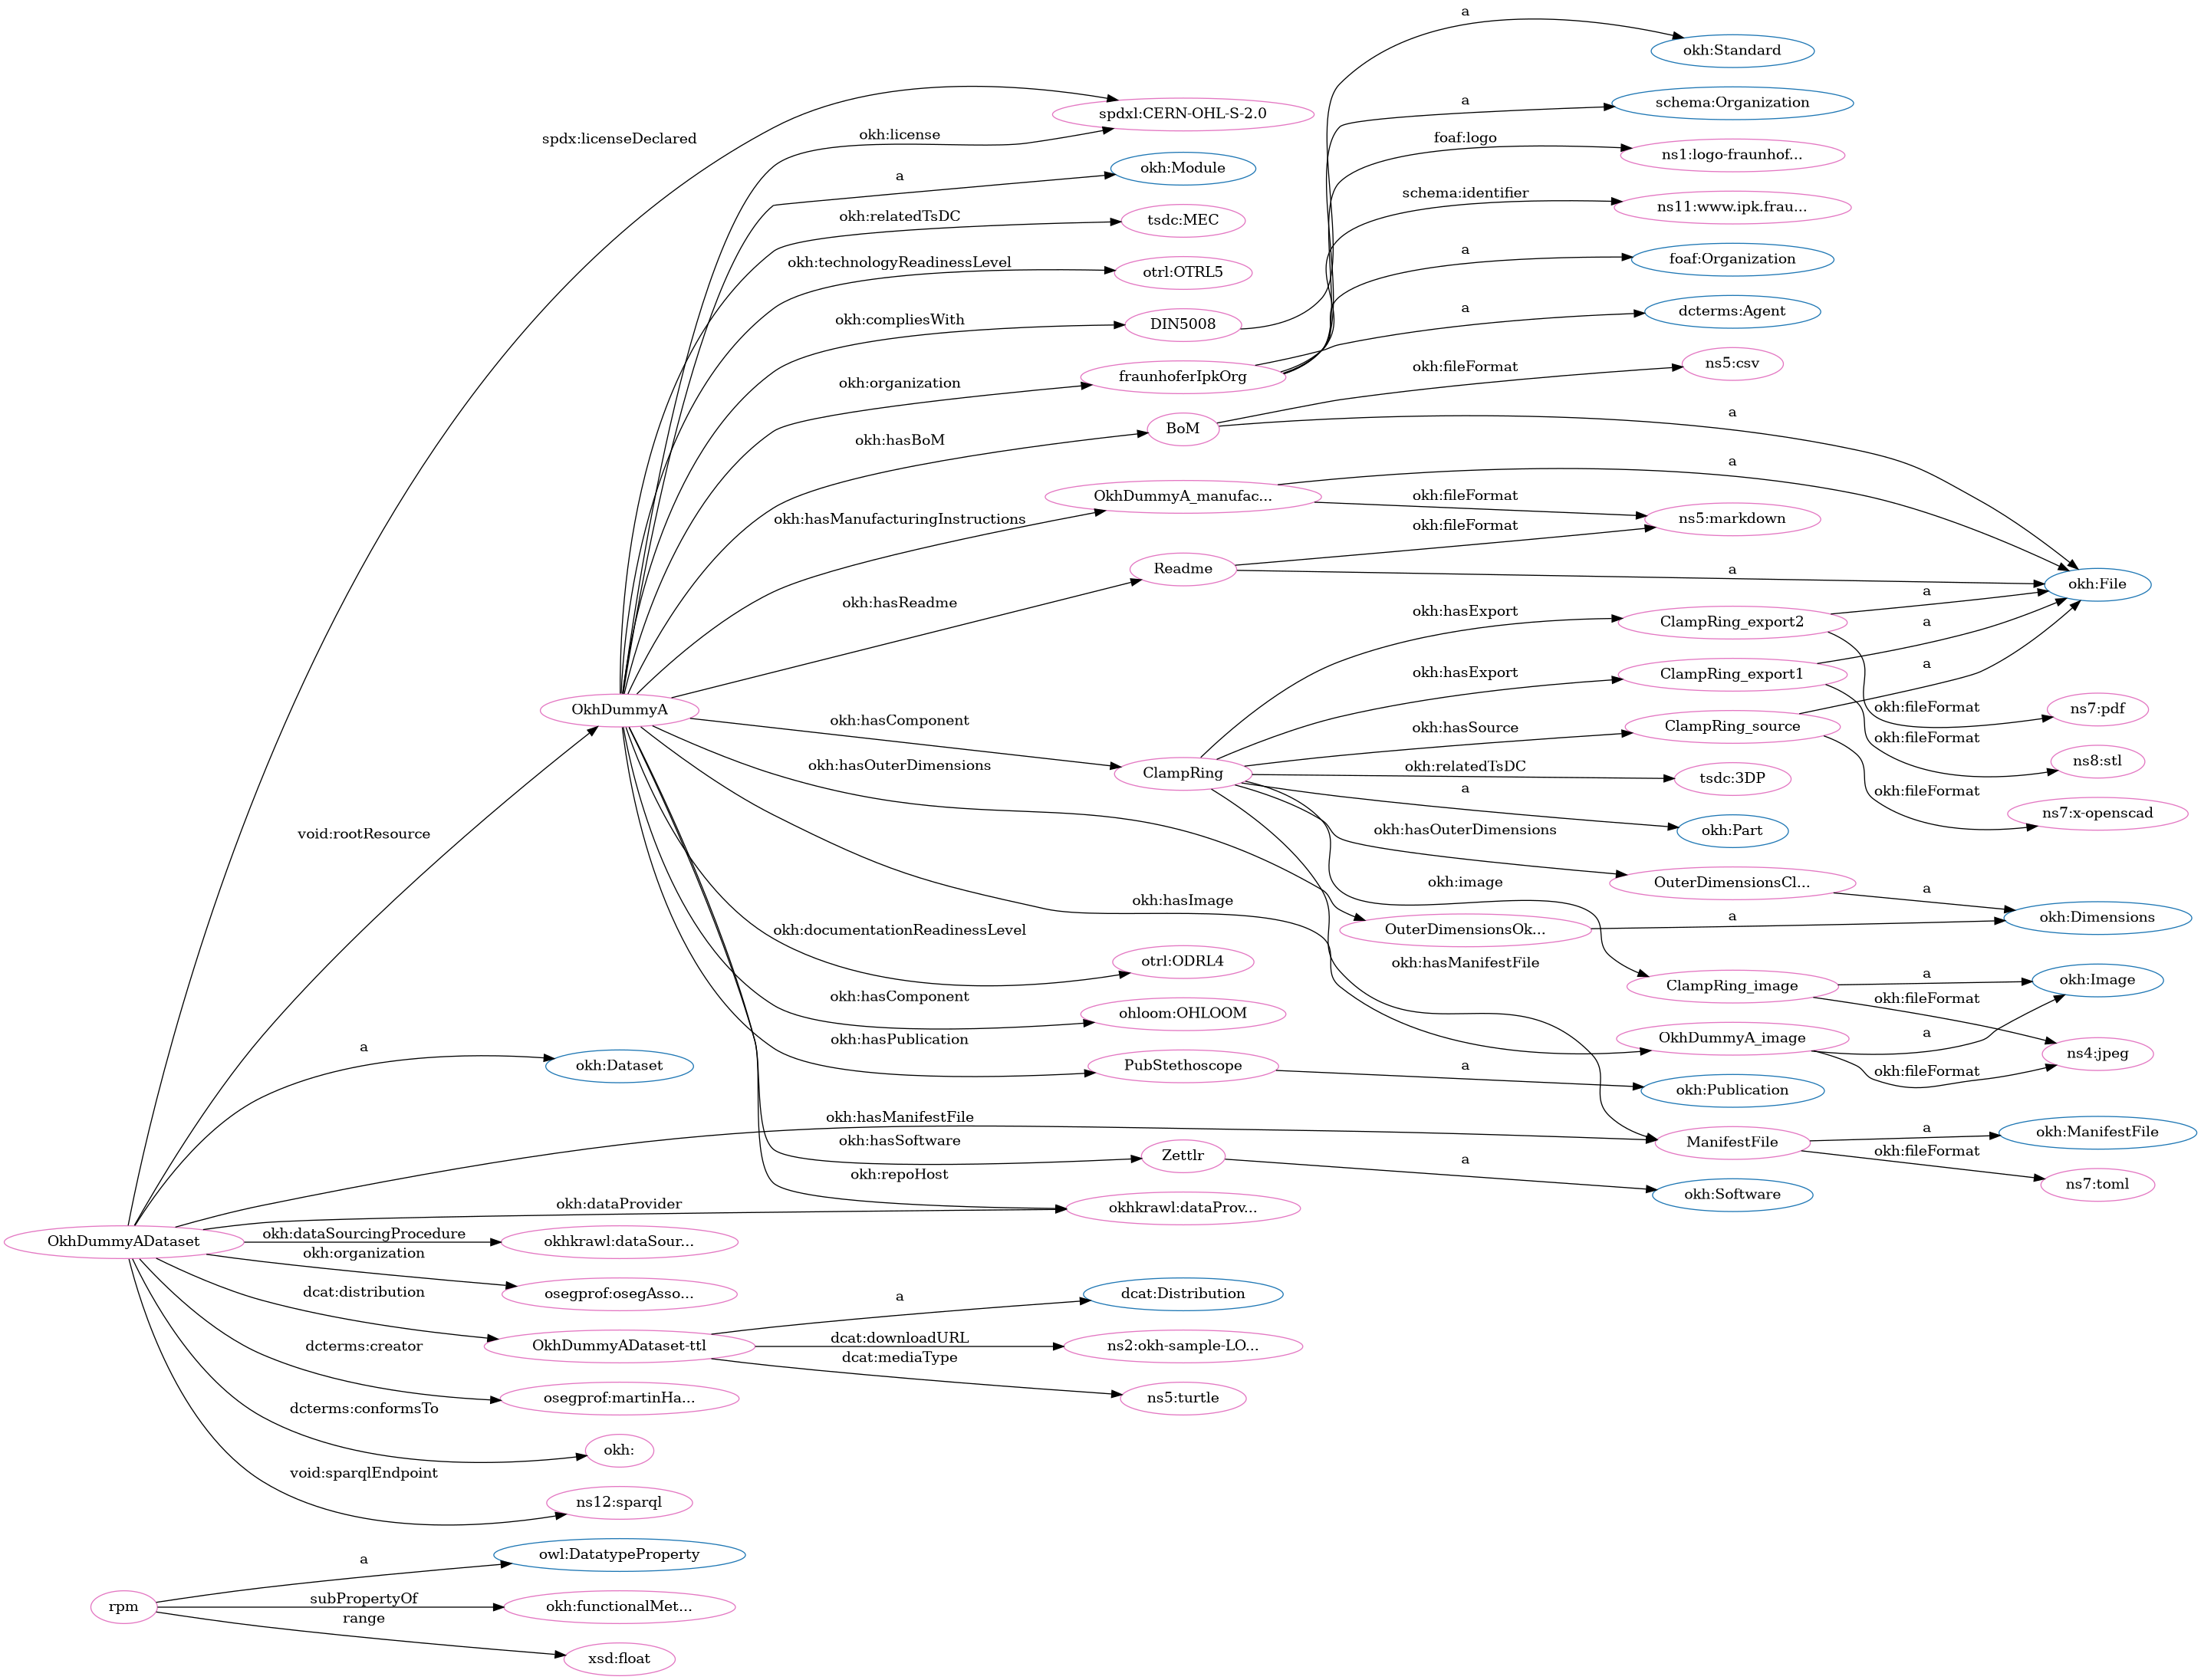 a
okh:Standard
spdx:licenseDeclared
spdxl:CERN-OHL-S-2.0
a
schema:Organization
okh:license
foaf:logo
ns1:logo-fraunhof...
a
okh:Module
schema:identifier
ns11:www.ipk.frau...
okh:relatedTsDC
tsdc:MEC
a
foaf:Organization
okh:technologyReadinessLevel
otrl:OTRL5
a
dcterms:Agent
okh:compliesWith
DIN5008
okh:fileFormat
ns5:csv
okh:organization
fraunhoferIpkOrg
a
okh:hasBoM
BoM
a
okh:hasManufacturingInstructions
OkhDummyA_manufac...
okh:fileFormat
ns5:markdown
okh:fileFormat
okh:hasReadme
Readme
a
okh:File
okh:hasExport
ClampRing_export2
a
okh:hasExport
ClampRing_export1
a
OkhDummyA
okh:hasComponent
okh:hasSource
ClampRing_source
a
okh:fileFormat
ns7:pdf
okh:fileFormat
ns8:stl
okh:hasOuterDimensions
ClampRing
okh:relatedTsDC
tsdc:3DP
okh:fileFormat
ns7:x-openscad
a
okh:Part
void:rootResource
okh:hasOuterDimensions
okh:image
OuterDimensionsCl...
a
okh:hasImage
OuterDimensionsOk...
a
okh:Dimensions
okh:documentationReadinessLevel
otrl:ODRL4
okh:hasManifestFile
ClampRing_image
a
okh:Image
okh:fileFormat
okh:hasComponent
ohloom:OHLOOM
OkhDummyA_image
a
ns4:jpeg
okh:fileFormat
a
okh:Dataset
okh:hasPublication
PubStethoscope
a
okh:Publication
okh:hasManifestFile
okh:hasSoftware
Zettlr
ManifestFile
a
okh:ManifestFile
okh:fileFormat
ns7:toml
okh:repoHost
a
okh:Software
okh:dataProvider
okhkrawl:dataProv...
OkhDummyADataset
okh:dataSourcingProcedure
okhkrawl:dataSour...
okh:organization
osegprof:osegAsso...
dcat:distribution
OkhDummyADataset-ttl
a
dcat:Distribution
dcat:downloadURL
ns2:okh-sample-LO...
dcat:mediaType
ns5:turtle
dcterms:creator
osegprof:martinHa...
dcterms:conformsTo
okh:
void:sparqlEndpoint
ns12:sparql
rpm
a
owl:DatatypeProperty
subPropertyOf
okh:functionalMet...
range
xsd:float